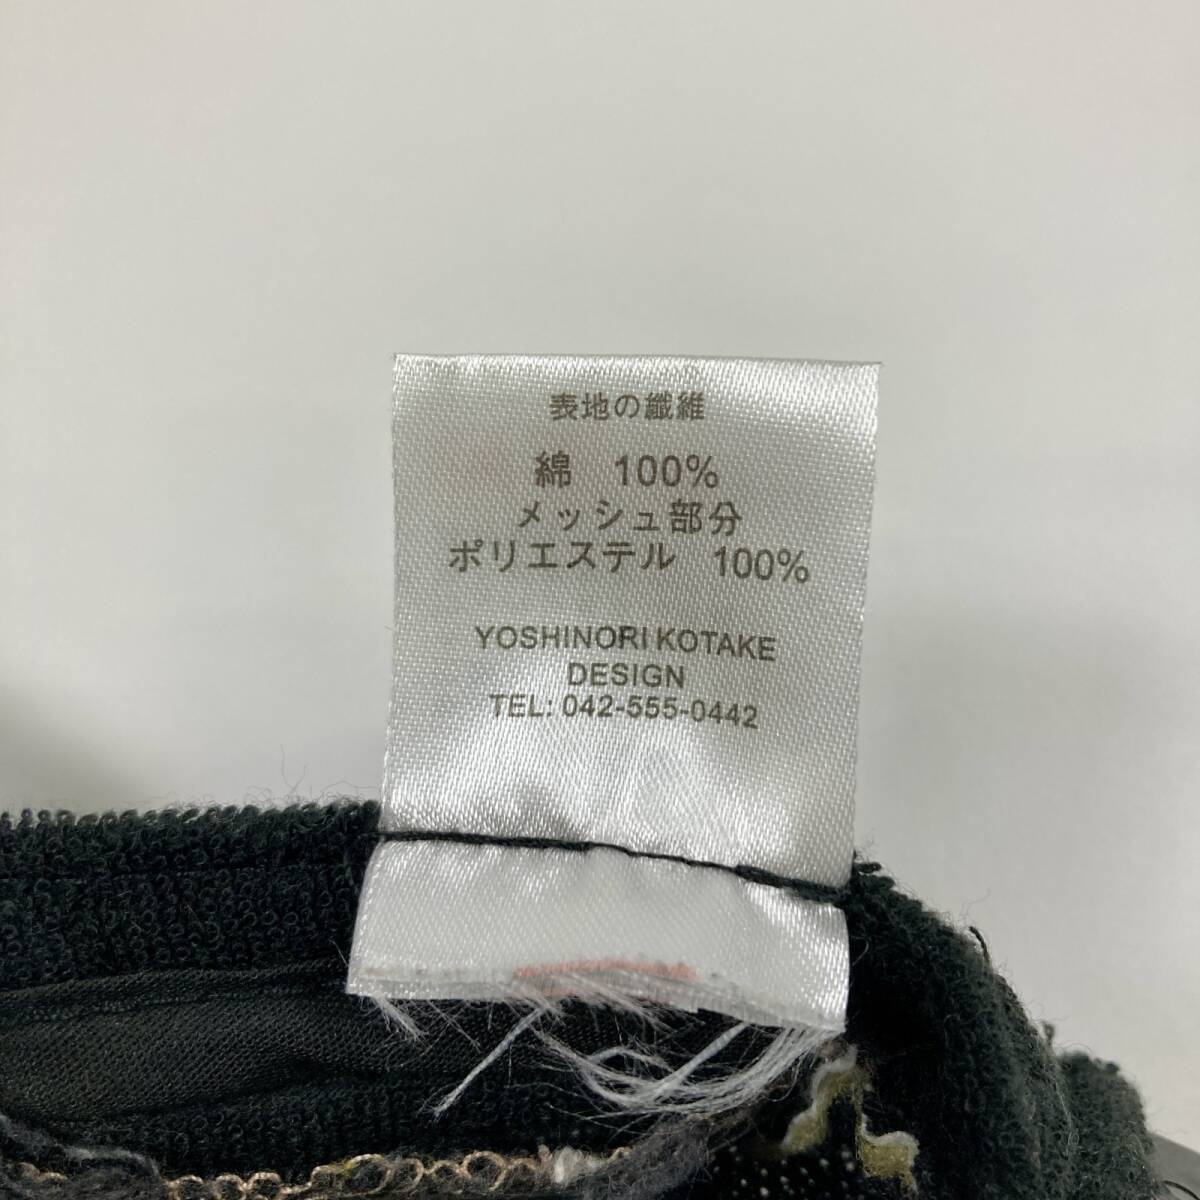 表地の繊維
綿 100%
メッシュ部分
ポリエステル 100%
YOSHINORI KOTAKE
DESIGN
TEL: 042-555-0442